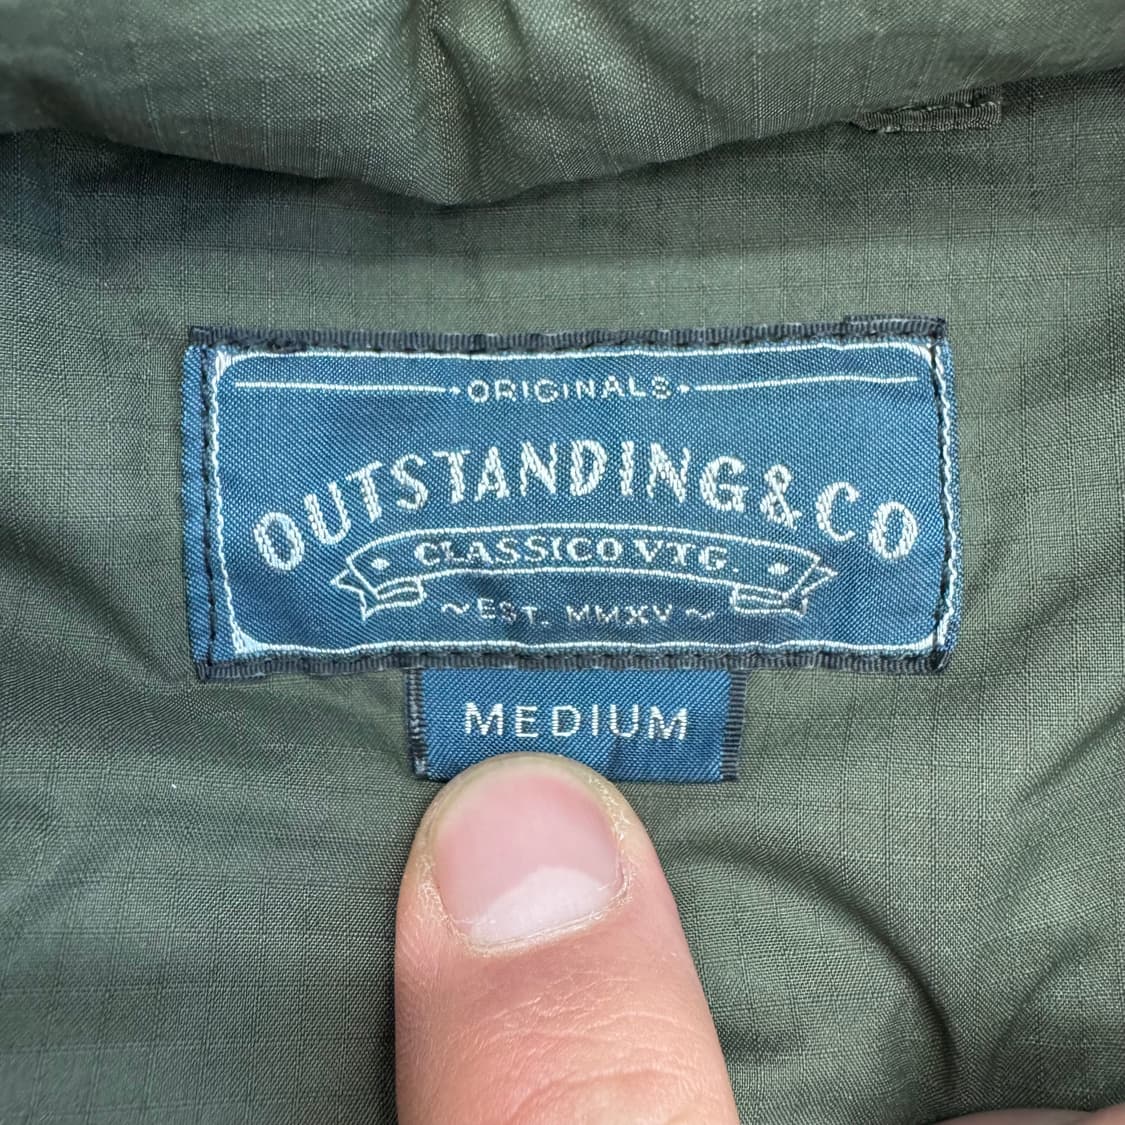 ORIGINALS
OUTSTANDING&CO
CLASSICO VTG.
~EST. MMXV~
MEDIUM